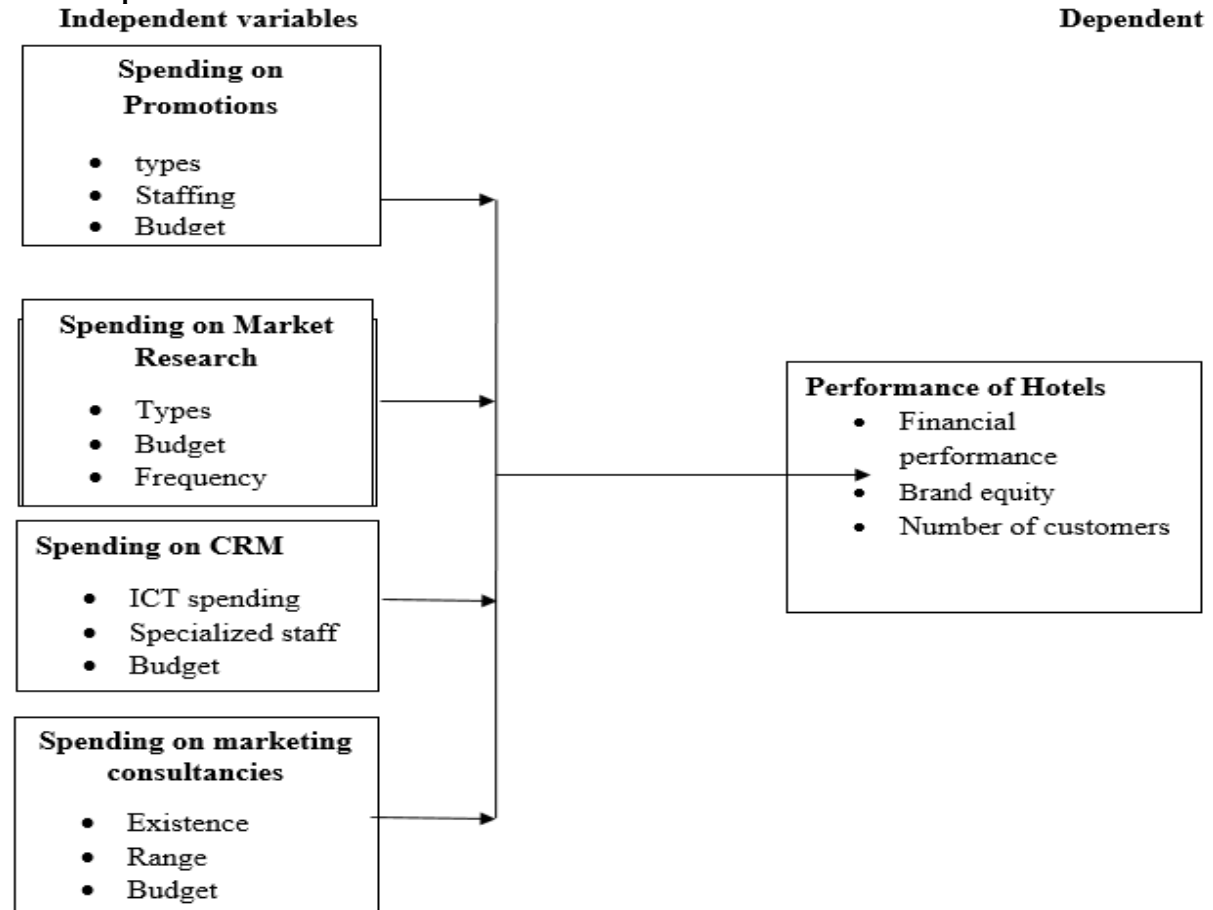 Independent variables
Dependent
Spending on
Promotions
• types
• Staffing
• Budget
Spending on Market
Research
• Types
• Budget
• Frequency
Performance of Hotels
• Financial
performance
• Brand equity
• Number of customers
Spending on CRM
• ICT spending
• Specialized staff
• Budget
Spending on marketing
consultancies
• Existence
• Range
• Budget